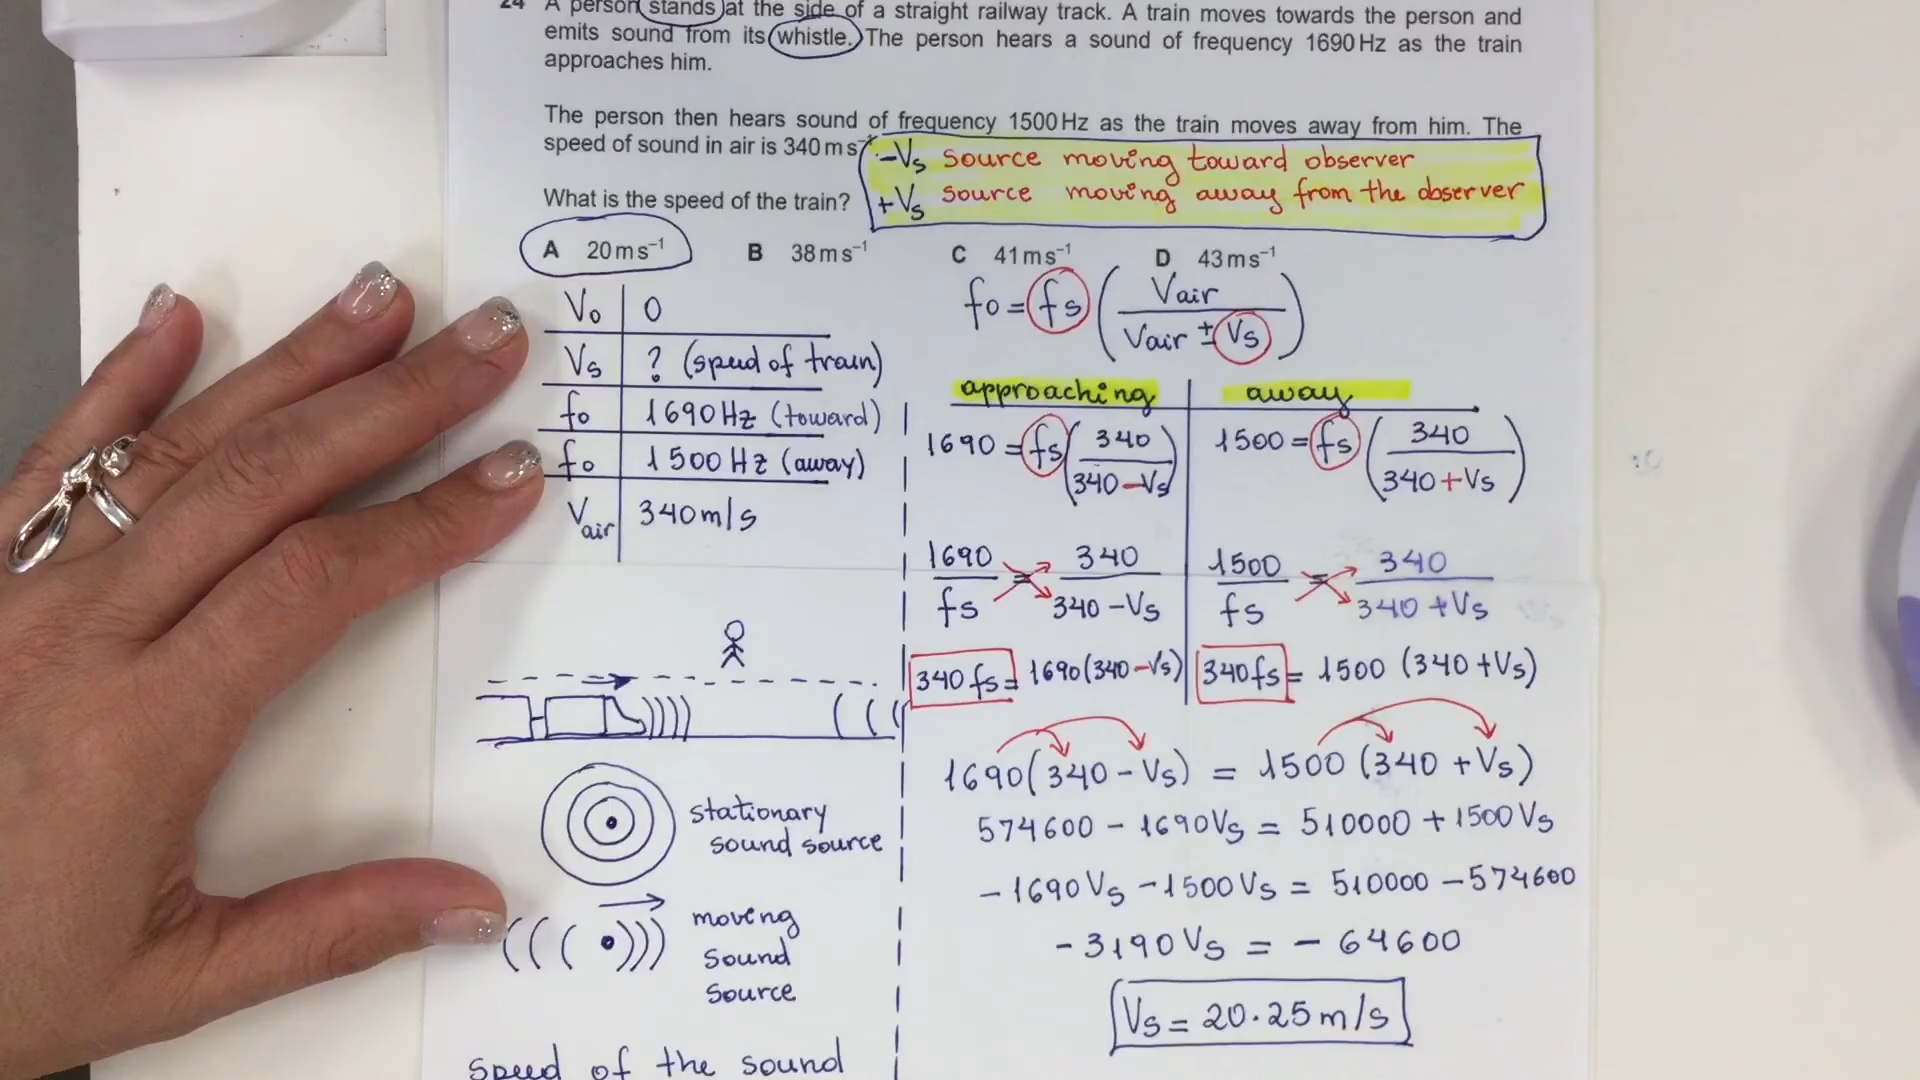 24 A person stands at the side of a straight railway track. A train moves towards the person and
emits sound from its whistle. The person hears a sound of frequency 1690 Hz as the train
approaches him.
The person then hears sound of frequency 1500 Hz as the train moves away from him. The
speed of sound in air is 340 m s⁻
-Vs source moving toward observer
+Vs source moving away from the observer
What is the speed of the train?
A 20 m s⁻¹ B 38 m s⁻¹ C 41 m s⁻¹ D 43 m s⁻¹
Vo | 0
Vs | ? (speed of train)
fo | 1690 Hz (toward)
fo | 1500 Hz (away)
Vair | 340 m/s
fo = fs (Vair / (Vair ± Vs))
approaching
1690 = fs (340 / (340 - Vs))
1690 / fs = 340 / (340 - Vs)
340 fs = 1690 (340 - Vs)
away
1500 = fs (340 / (340 + Vs))
1500 / fs = 340 / (340 + Vs)
340 fs = 1500 (340 + Vs)
1690 (340 - Vs) = 1500 (340 + Vs)
574600 - 1690 Vs = 510000 + 1500 Vs
- 1690 Vs - 1500 Vs = 510000 - 574600
- 3190 Vs = - 64600
Vs = 20.25 m/s
stationary
sound source
moving
sound
source
speed of the sound